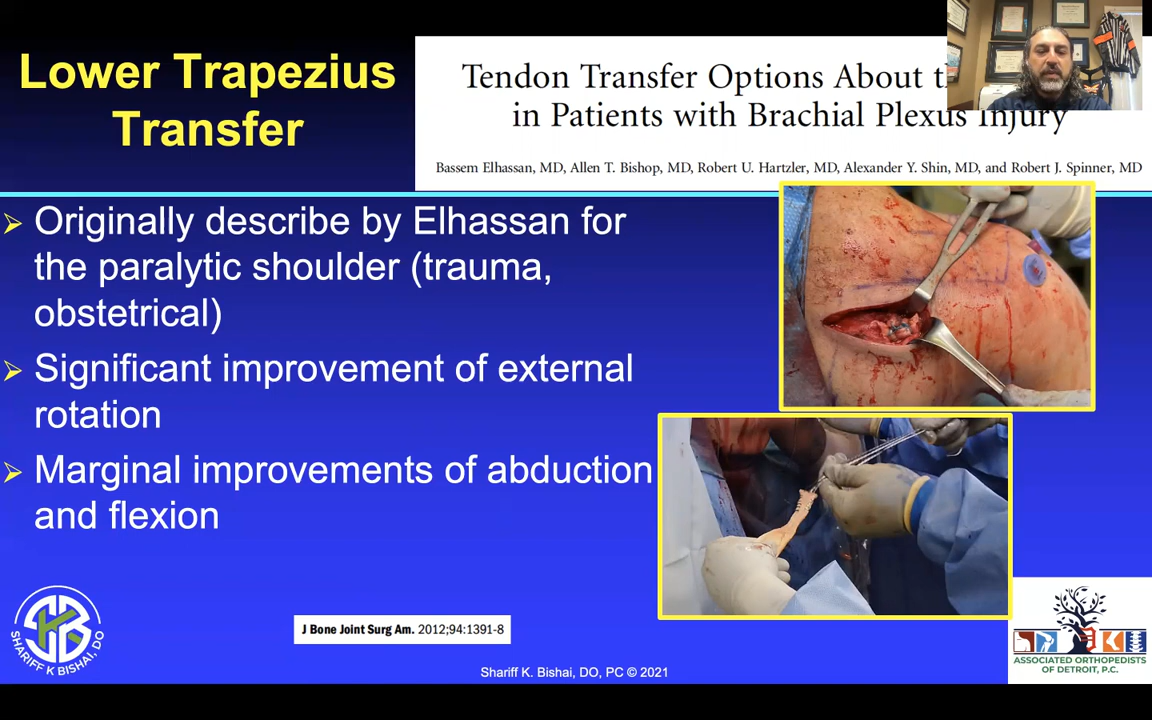 Lower Trapezius
Transfer
Tendon Transfer Options About t
in Patients with Brachial Plexus Injury
Bassem Elhassan, MD, Allen T. Bishop, MD, Robert U. Hartzler, MD, Alexander Y. Shin, MD, and Robert J. Spinner, MD
➢ Originally describe by Elhassan for
the paralytic shoulder (trauma,
obstetrical)
➢ Significant improvement of external
rotation
➢ Marginal improvements of abduction
and flexion
SKB
SHARIFF K BISHAI, DO
J Bone Joint Surg Am. 2012;94:1391-8
Shariff K. Bishai, DO, PC © 2021
ASSOCIATED ORTHOPEDISTS
OF DETROIT, P.C.